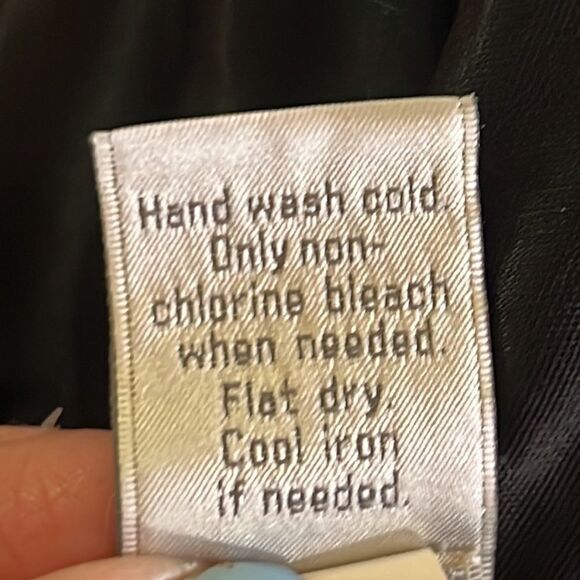 Hand wash cold.
Only non-
chlorine bleach
when needed.
Flat dry.
Cool iron
if needed.